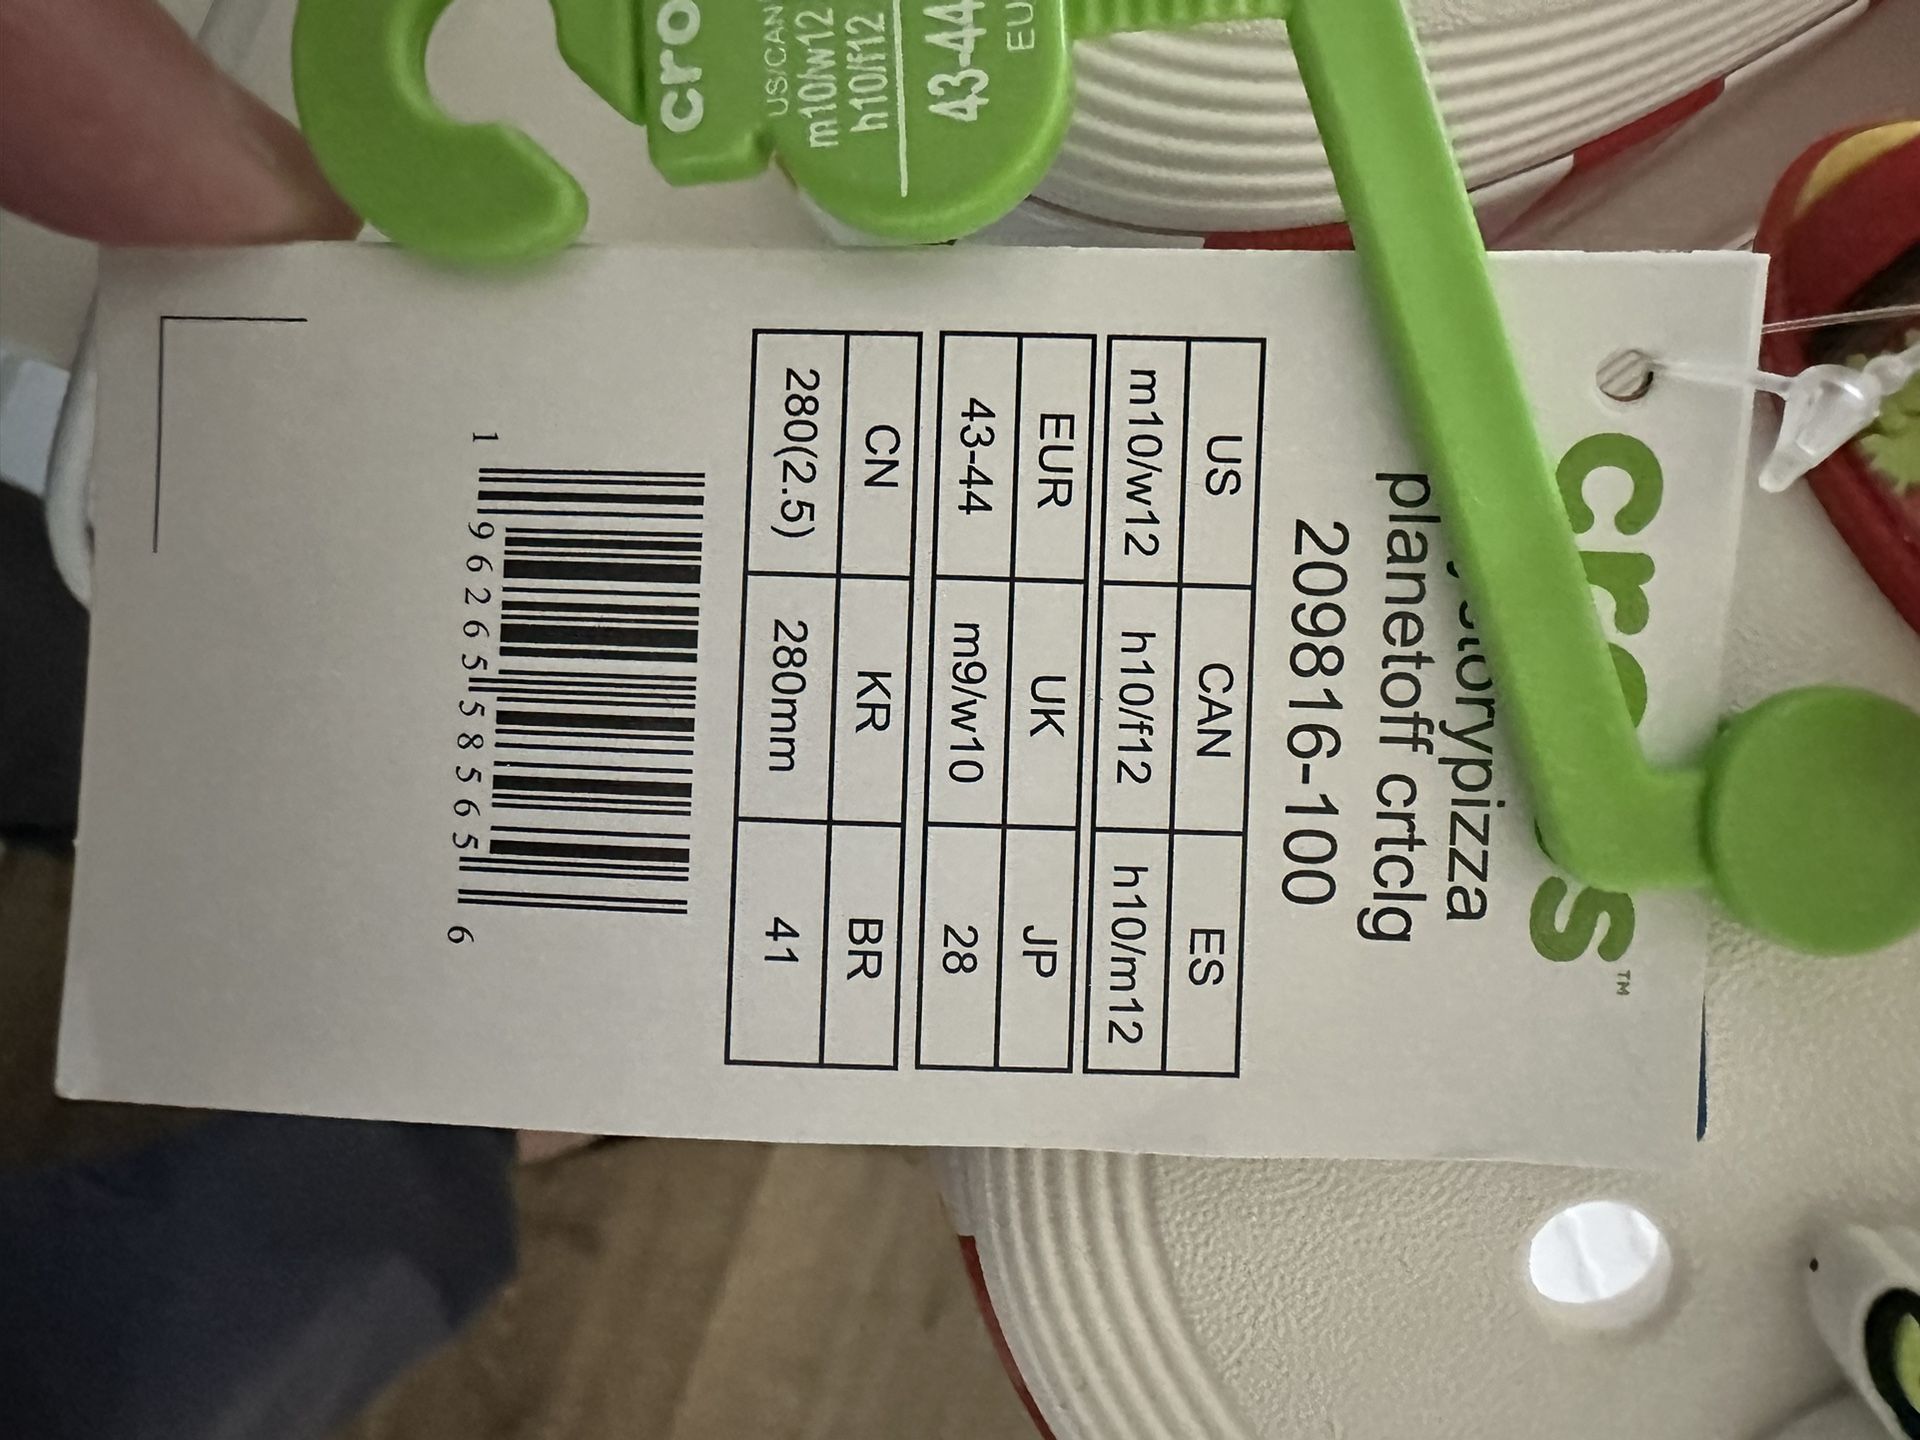 crocs™
planetoff crtclg
209816-100
US CAN ES
m10/w12 h10/f12 h10/m12
EUR UK JP
43-44 m9/w10 28
CN KR BR
280(2.5) 280mm 41
1 96265 58565 6
US/CAN
m10/w12
h10/f12
43-44